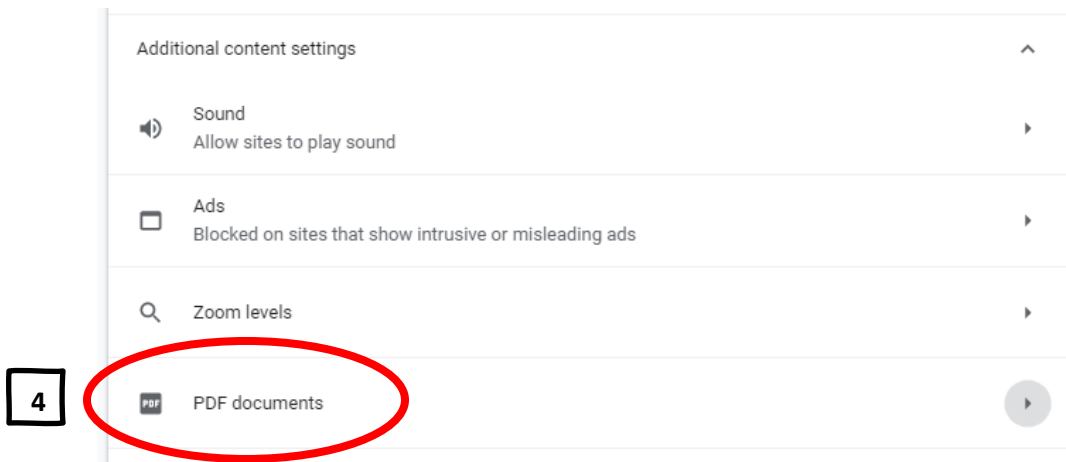 Additional content settings
Sound
Allow sites to play sound
Ads
Blocked on sites that show intrusive or misleading ads
Zoom levels
4
PDF PDF documents